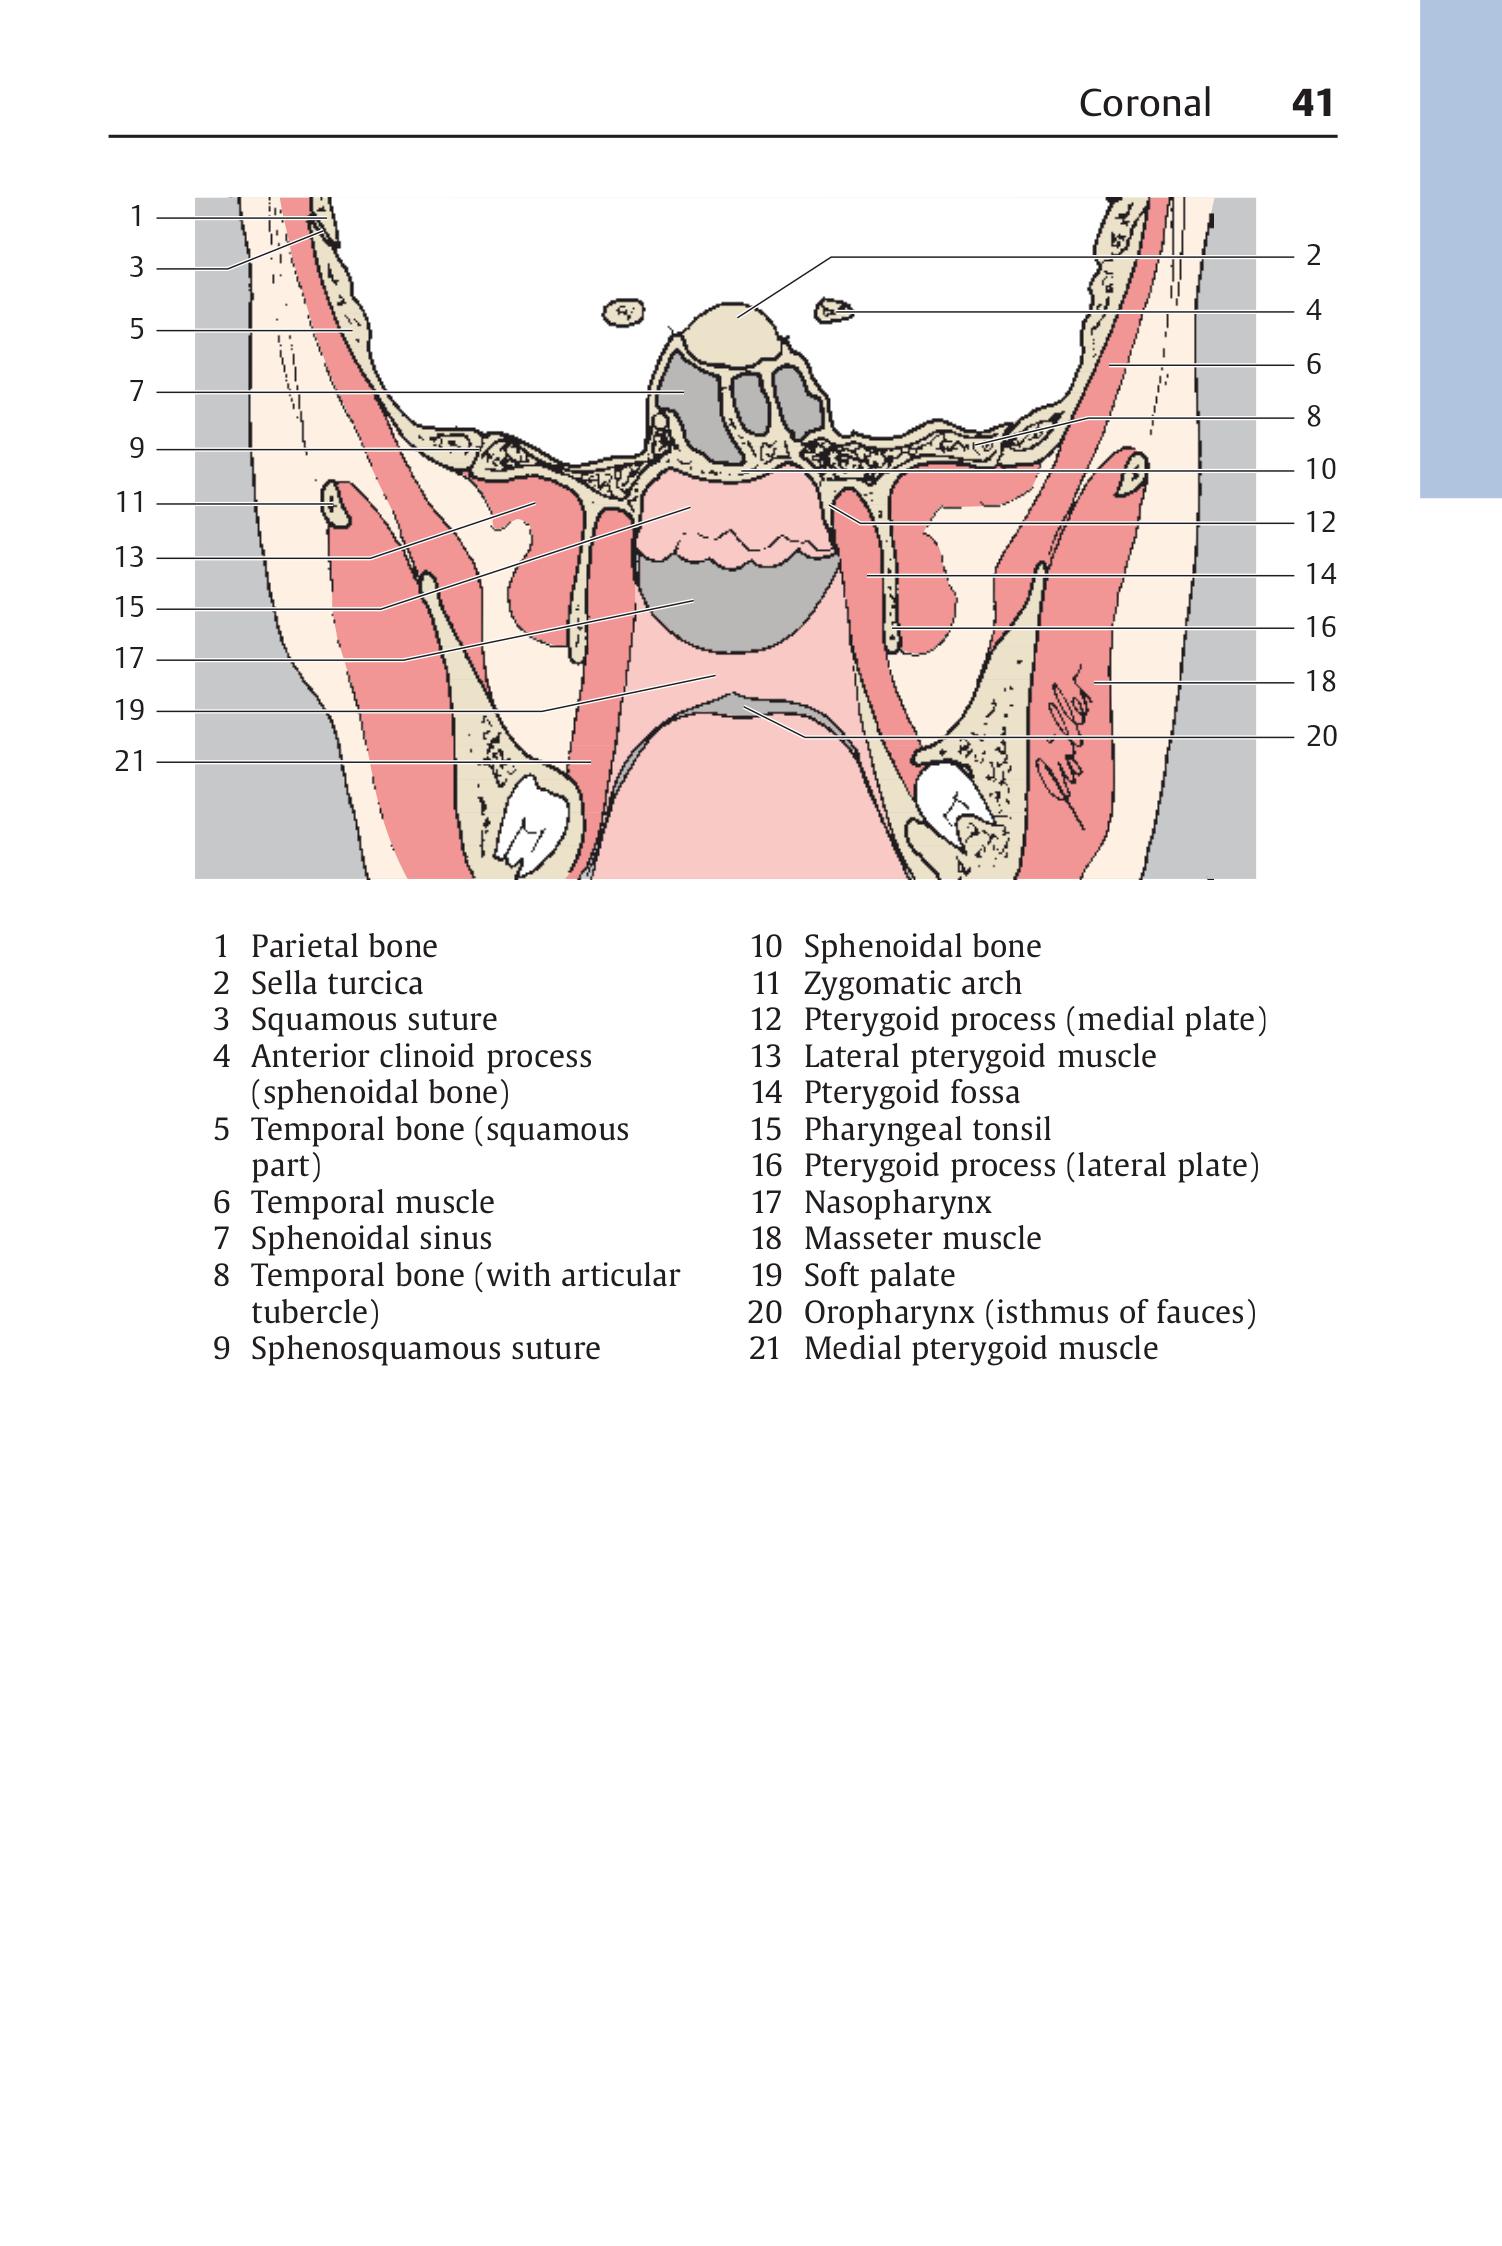 Coronal 41
1
3
5
7
9
11
13
15
17
19
21
2
4
6
8
10
12
14
16
18
20
1 Parietal bone
2 Sella turcica
3 Squamous suture
4 Anterior clinoid process
(sphenoidal bone)
5 Temporal bone (squamous
part)
6 Temporal muscle
7 Sphenoidal sinus
8 Temporal bone (with articular
tubercle)
9 Sphenosquamous suture
10 Sphenoidal bone
11 Zygomatic arch
12 Pterygoid process (medial plate)
13 Lateral pterygoid muscle
14 Pterygoid fossa
15 Pharyngeal tonsil
16 Pterygoid process (lateral plate)
17 Nasopharynx
18 Masseter muscle
19 Soft palate
20 Oropharynx (isthmus of fauces)
21 Medial pterygoid muscle